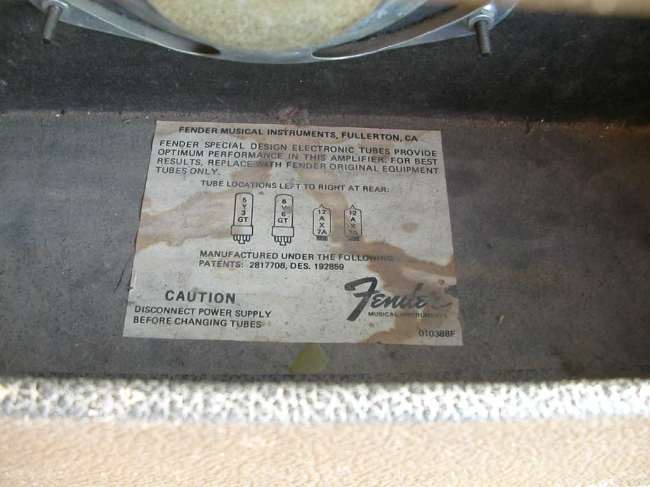 FENDER MUSICAL INSTRUMENTS, FULLERTON, CA
FENDER SPECIAL DESIGN ELECTRONIC TUBES PROVIDE
OPTIMUM PERFORMANCE IN THIS AMPLIFIER. FOR BEST
RESULTS, REPLACE WITH FENDER ORIGINAL EQUIPMENT
TUBES ONLY.
TUBE LOCATIONS LEFT TO RIGHT AT REAR:
5 Y 3 GT
6 V 6 GT
12 A X 7A
12 A X 7A
MANUFACTURED UNDER THE FOLLOWING
PATENTS: 2817708, DES. 192859
CAUTION
DISCONNECT POWER SUPPLY
BEFORE CHANGING TUBES
Fender
MUSICAL INSTRUMENTS
010388F